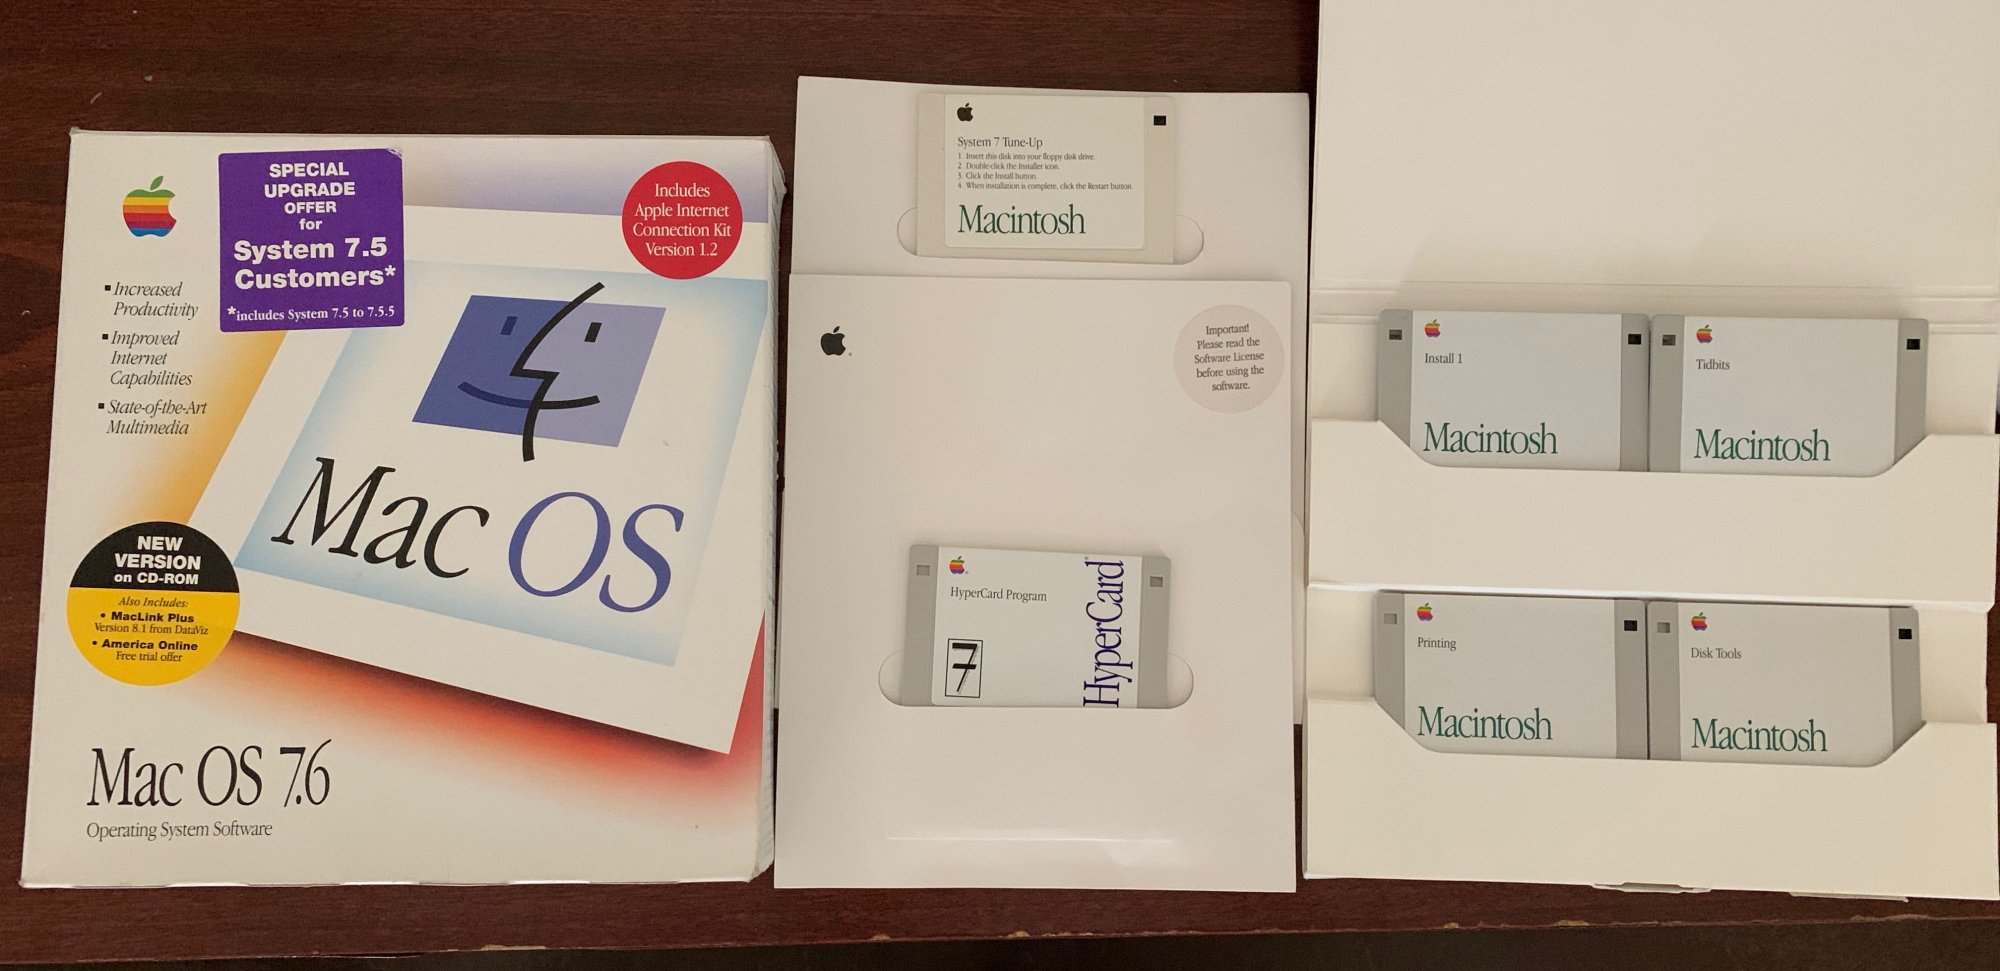 SPECIAL
UPGRADE
OFFER
for
System 7.5
Customers*
*includes System 7.5 to 7.5.5
Includes
Apple Internet
Connection Kit
Version 1.2
▪ Increased
Productivity
▪ Improved
Internet
Capabilities
▪ State-of-the-Art
Multimedia
Mac OS
NEW
VERSION
on CD-ROM
Also Includes:
• MacLink Plus
Version 8.1 from DataViz
• America Online
Free trial offer
Mac OS 7.6
Operating System Software
System 7 Tune-Up
1. Insert this disk into your floppy disk drive.
2. Double-click the Installer icon.
3. Click the Install button.
4. When installation is complete, click the Restart button.
Macintosh
Important!
Please read the
Software License
before using the
software.
HyperCard Program
7
HyperCard
Install 1
Macintosh
Tidbits
Macintosh
Printing
Macintosh
Disk Tools
Macintosh